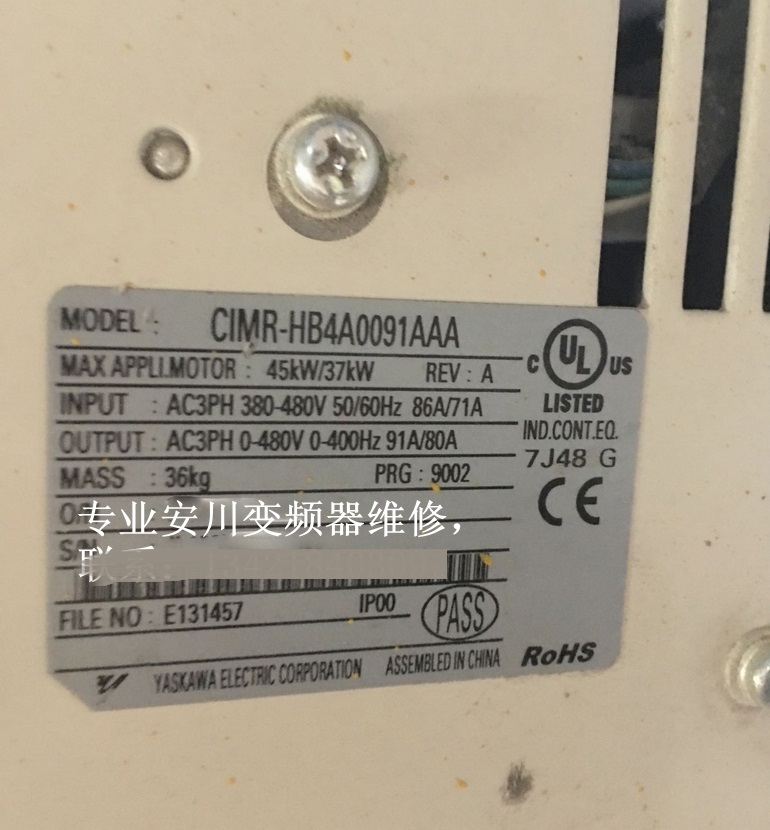 MODEL : CIMR-HB4A0091AAA
MAX APPLI.MOTOR : 45kW/37kW REV : A
INPUT : AC3PH 380-480V 50/60Hz 86A/71A
OUTPUT : AC3PH 0-480V 0-400Hz 91A/80A
MASS : 36kg PRG : 9002
C UL US
LISTED
IND.CONT.EQ.
7J48 G
CE
专业安川变频器维修，
S/N
FILE NO : E131457 IP00 PASS
YASKAWA ELECTRIC CORPORATION ASSEMBLED IN CHINA RoHS